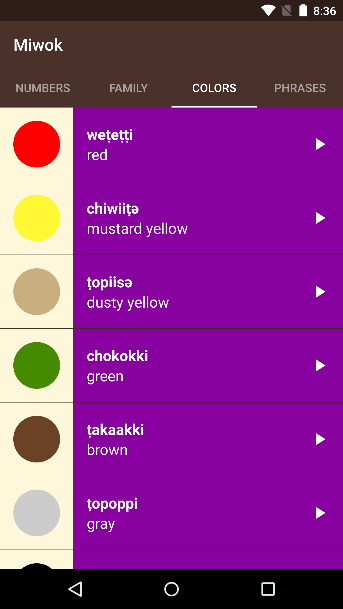 8:36
Miwok
NUMBERS FAMILY COLORS PHRASES
weṭeṭṭi
red
chiwiiṭə
mustard yellow
ṭopiisə
dusty yellow
chokokki
green
ṭakaakki
brown
ṭopoppi
gray